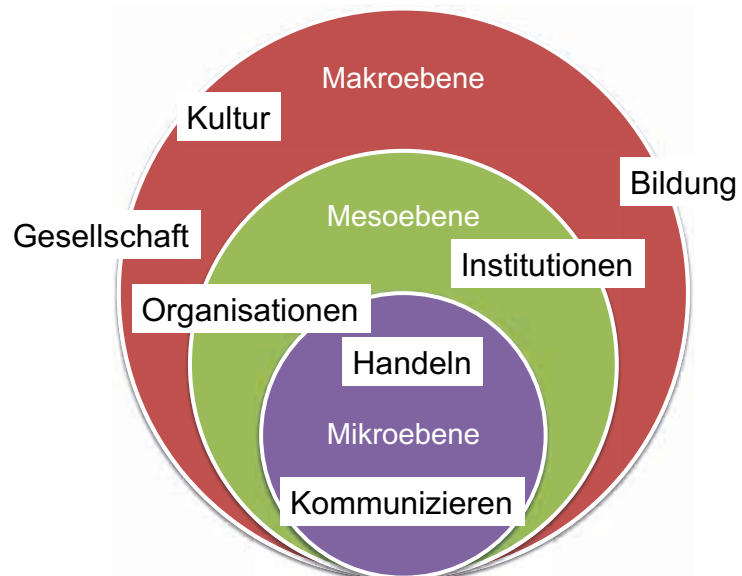 Makroebene
Kultur
Bildung
Mesoebene
Gesellschaft
Institutionen
Organisationen
Handeln
Mikroebene
Kommunizieren